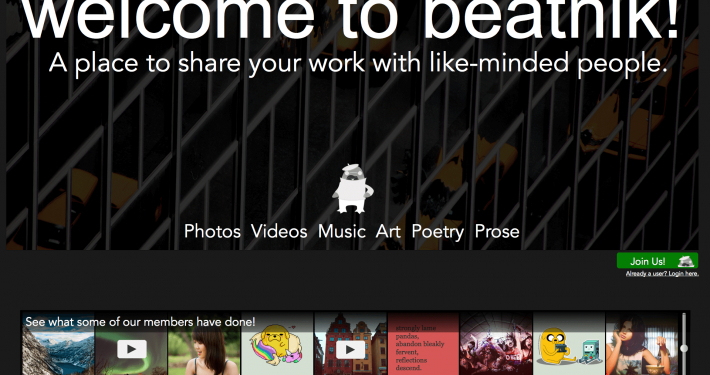 welcome to beatnik!
A place to share your work with like-minded people.
Photos Videos Music Art Poetry Prose
Join Us!
Already a user? Login here.
See what some of our members have done!
strongly lame
pandas,
abandon bleakly
fervent,
reflections
descend.